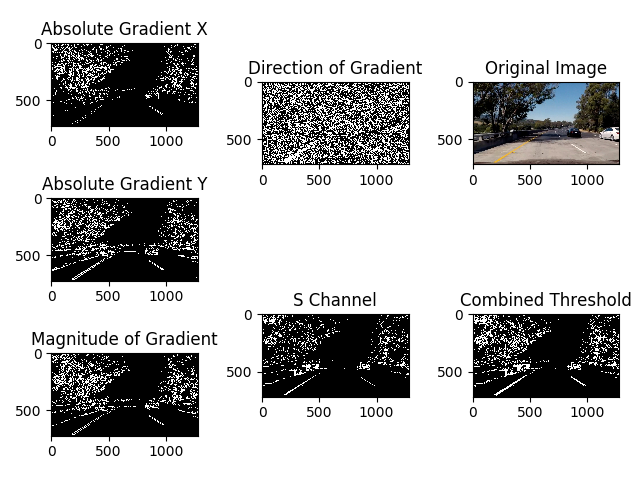 Absolute Gradient X
0
500
0 500 1000
Absolute Gradient Y
0
500
0 500 1000
Magnitude of Gradient
0
500
0 500 1000
Direction of Gradient
0
500
0 500 1000
S Channel
0
500
0 500 1000
Original Image
0
500
0 500 1000
Combined Threshold
0
500
0 500 1000